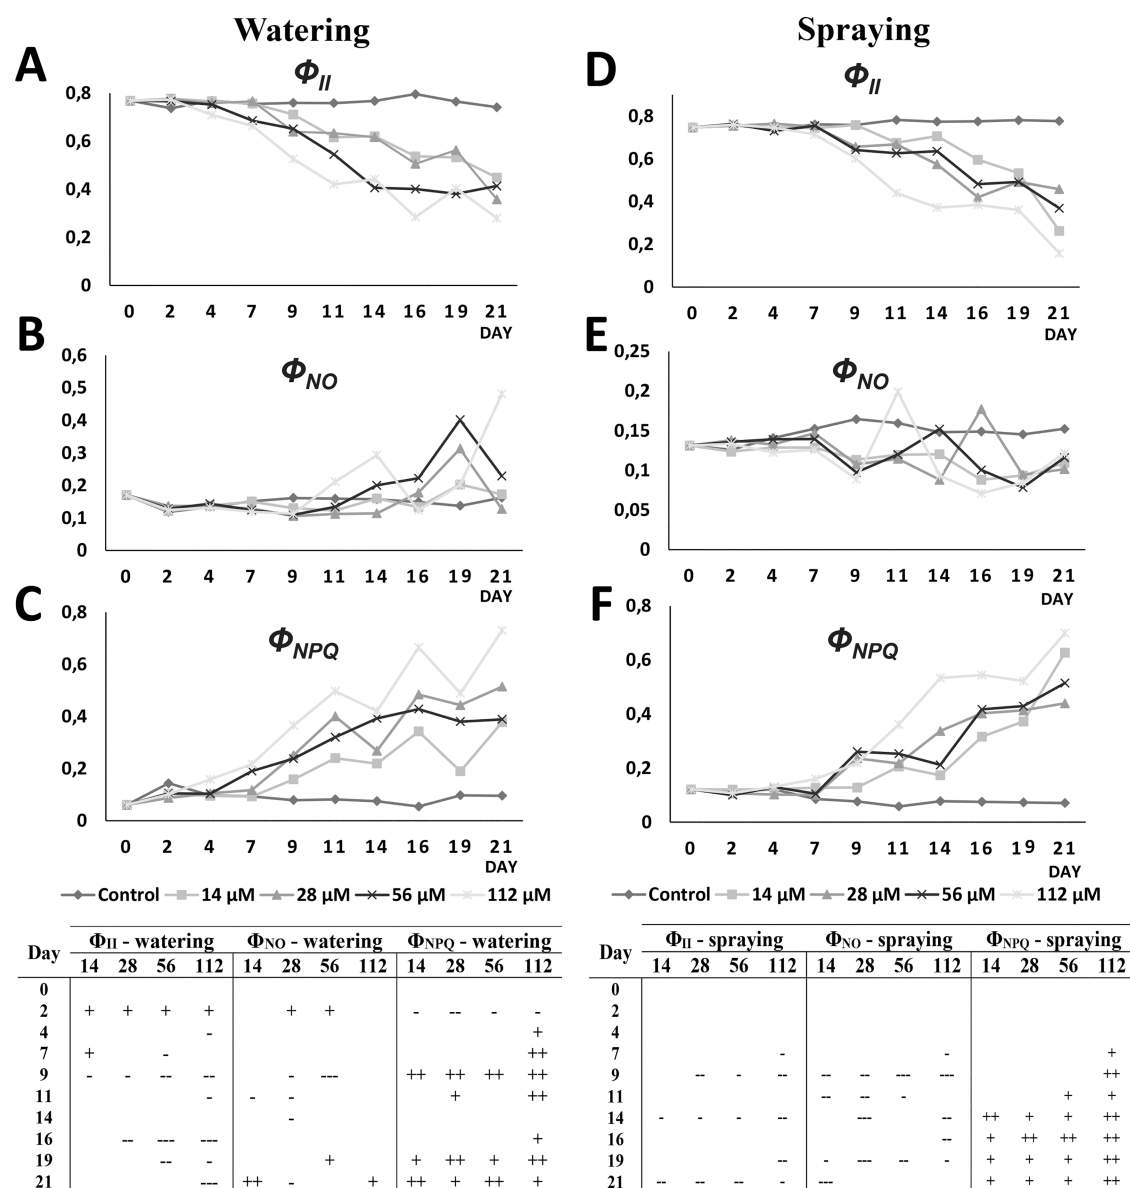 Watering
Spraying
A
Φ_II
0,8
0,6
0,4
0,2
0
0 2 4 7 9 11 14 16 19 21
DAY
B
Φ_NO
0,6
0,5
0,4
0,3
0,2
0,1
0
0 2 4 7 9 11 14 16 19 21
DAY
C
Φ_NPQ
0,8
0,6
0,4
0,2
0
0 2 4 7 9 11 14 16 19 21
DAY
Control 14 µM 28 µM 56 µM 112 µM
D
Φ_II
0,8
0,6
0,4
0,2
0
0 2 4 7 9 11 14 16 19 21
DAY
E
Φ_NO
0,25
0,2
0,15
0,1
0,05
0
0 2 4 7 9 11 14 16 19 21
DAY
F
Φ_NPQ
0,8
0,6
0,4
0,2
0
0 2 4 7 9 11 14 16 19 21
DAY
Control 14 µM 28 µM 56 µM 112 µM
Day ΦII - watering ΦNO - watering ΦNPQ - watering
14 28 56 112 14 28 56 112 14 28 56 112
0
2 + + + + + + - -- - -
4 - +
7 + - ++
9 - - -- -- - --- ++ ++ ++ ++
11 - - - + ++
14 -
16 -- --- --- +
19 -- - + + ++ + ++
21 --- ++ - + ++ + ++ +
Day ΦII - spraying ΦNO - spraying ΦNPQ - spraying
14 28 56 112 14 28 56 112 14 28 56 112
0
2
4
7 - - +
9 -- - -- -- -- --- --- ++
11 -- -- - + +
14 - - - -- --- ++ + + ++
16 -- + ++ ++ ++
19 -- - --- -- - + + + ++
21 -- -- -- - --- + + + ++